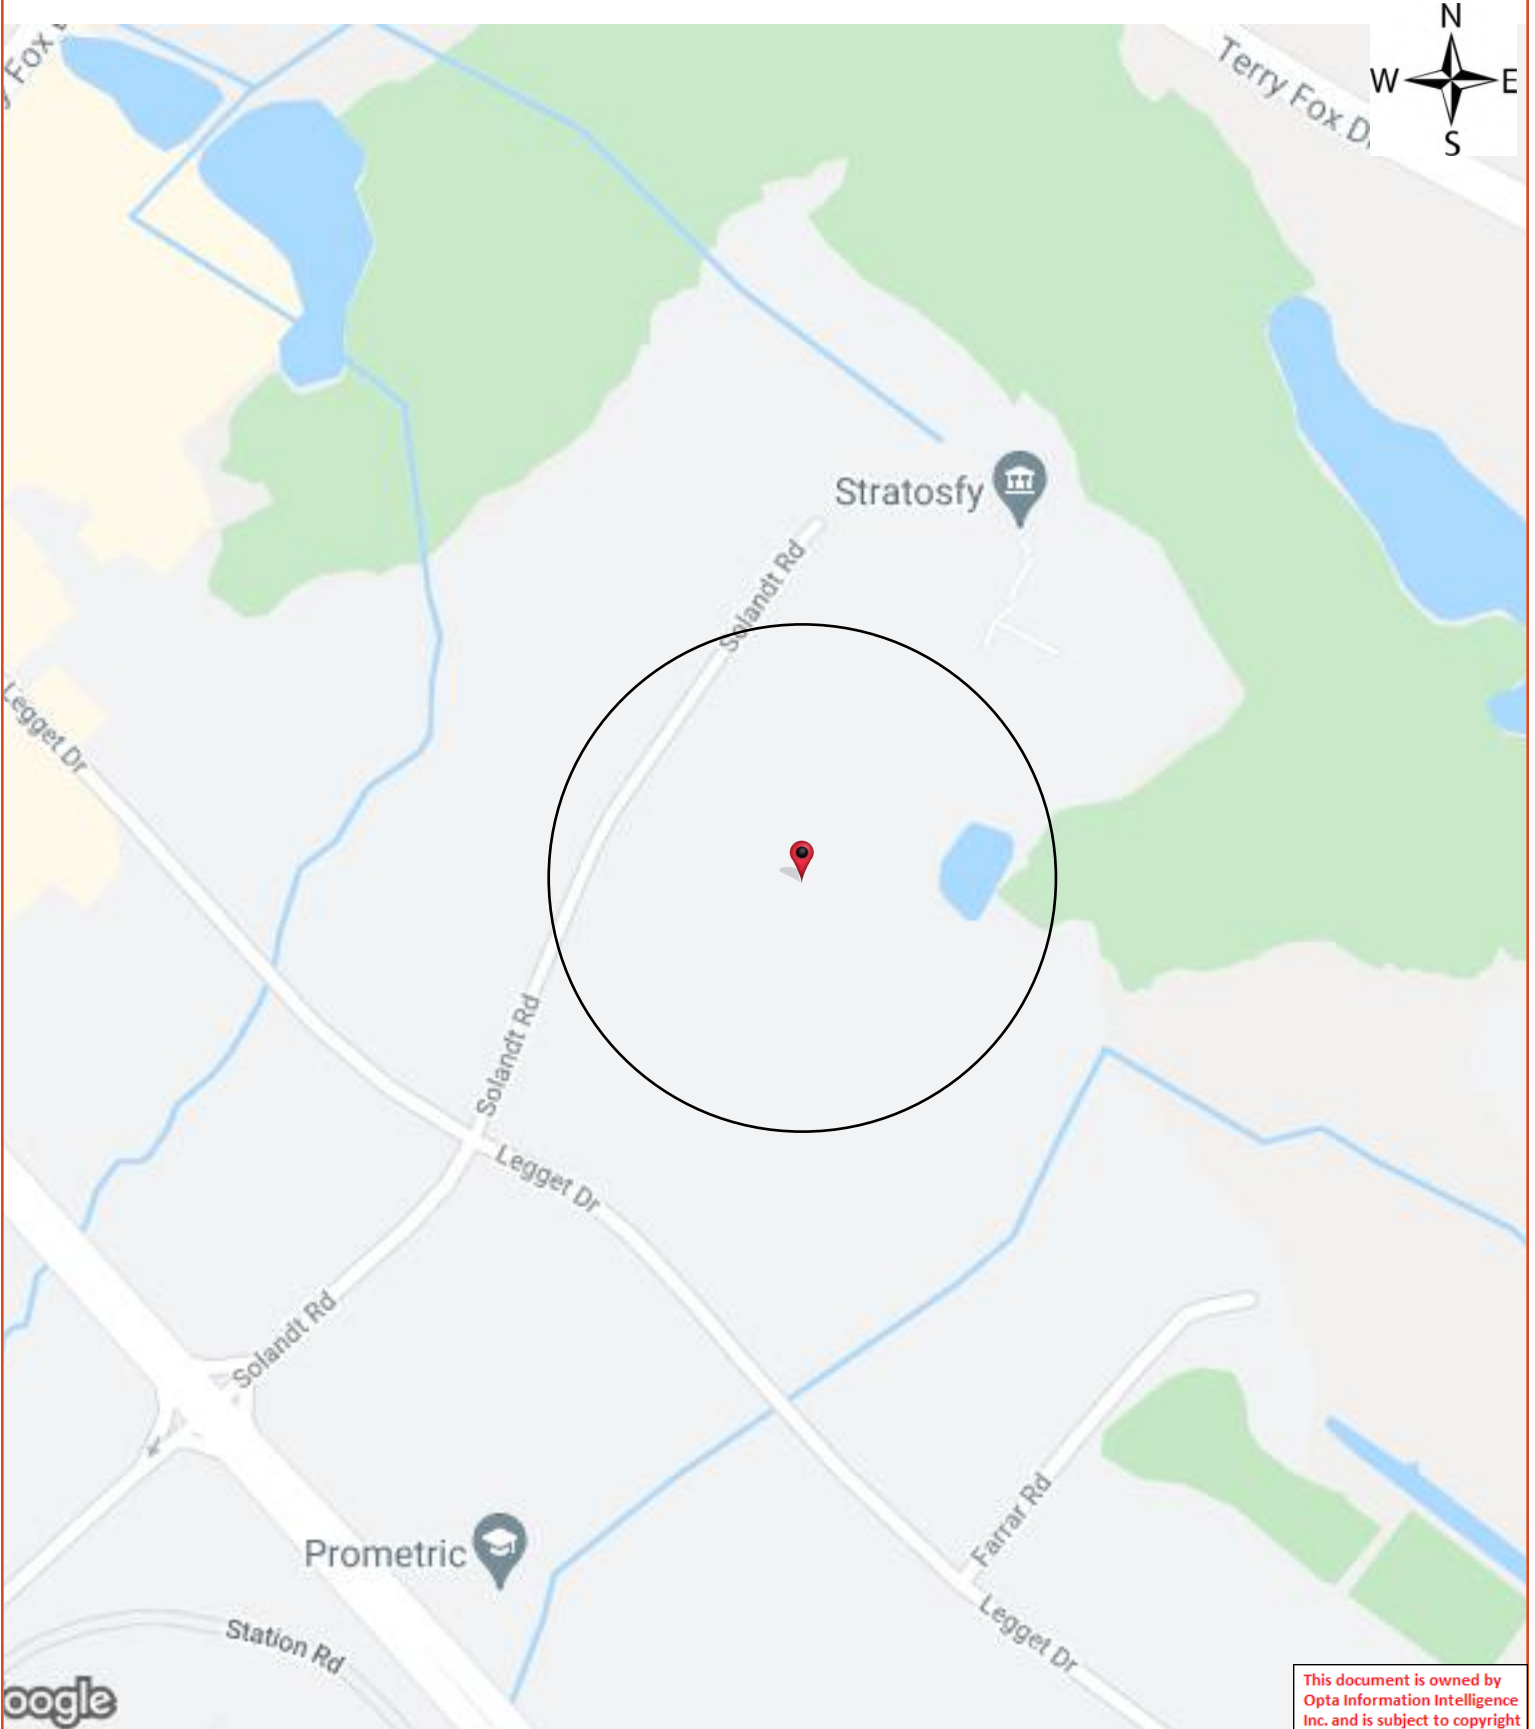 N
W E
S
Fox
Terry Fox D
Stratosfy
Solandt Rd
Legget Dr
Solandt Rd
Legget Dr
Solandt Rd
Farrar Rd
Prometric
Legget Dr
Station Rd
oogle
This document is owned by
Opta Information Intelligence
Inc. and is subject to copyright